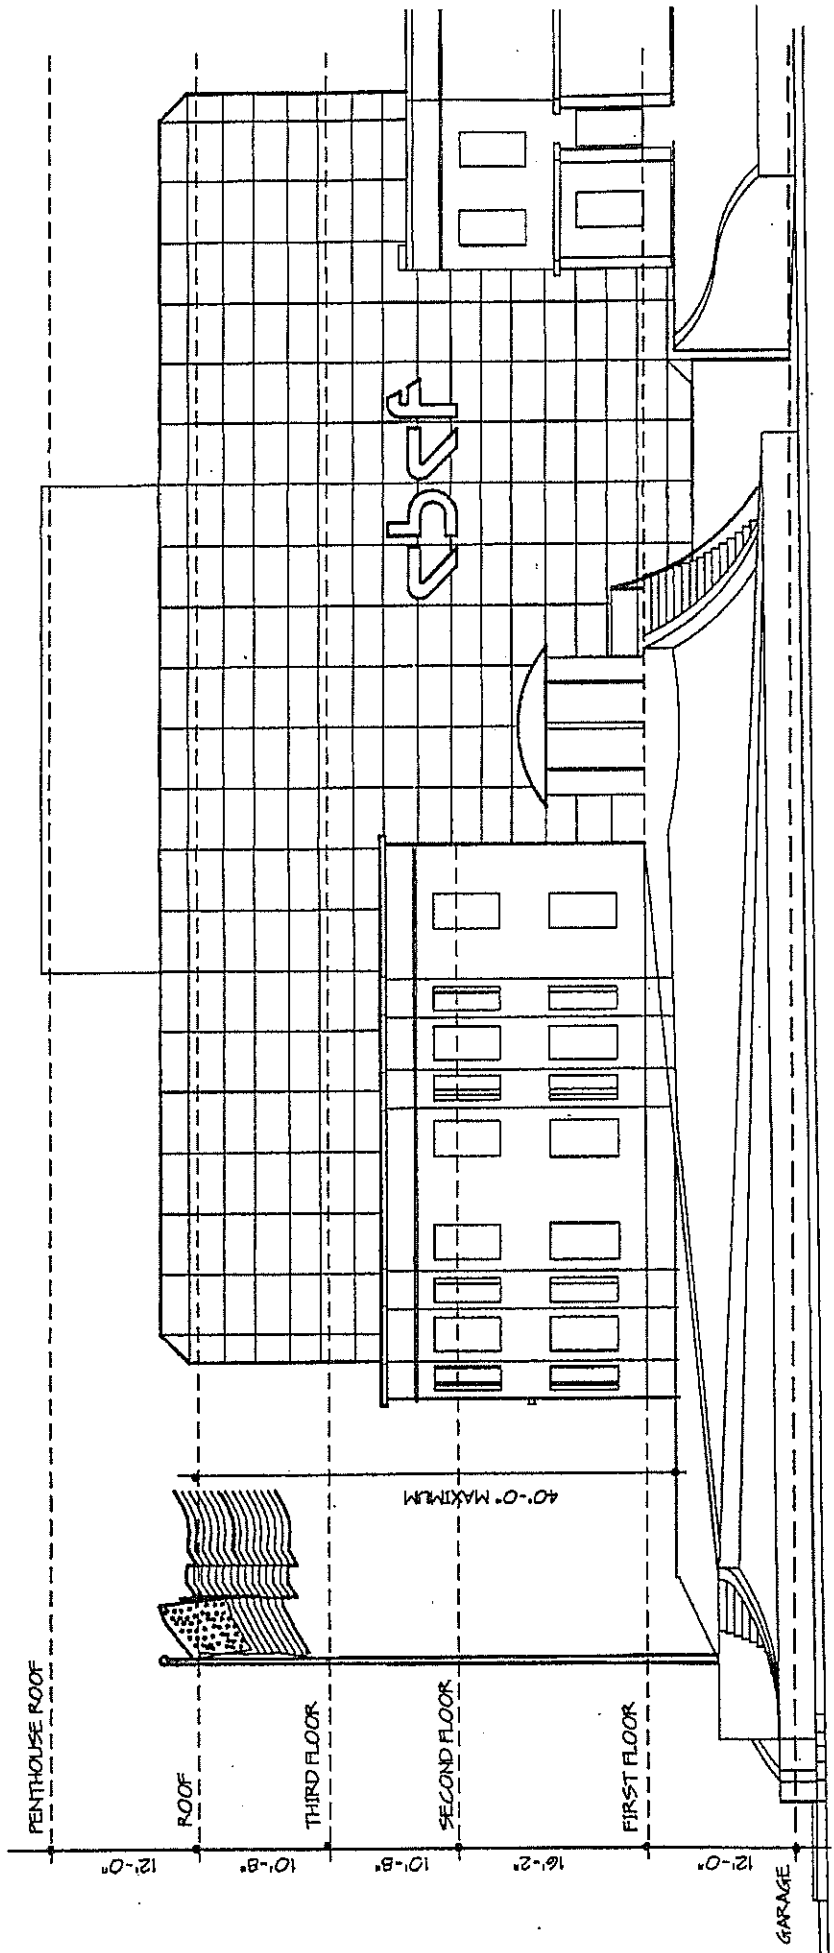 PENTHOUSE ROOF
12'-0"
ROOF
10'-8"
THIRD FLOOR
10'-8"
SECOND FLOOR
16'-2"
FIRST FLOOR
12'-0"
GARAGE
40'-0" MAXIMUM